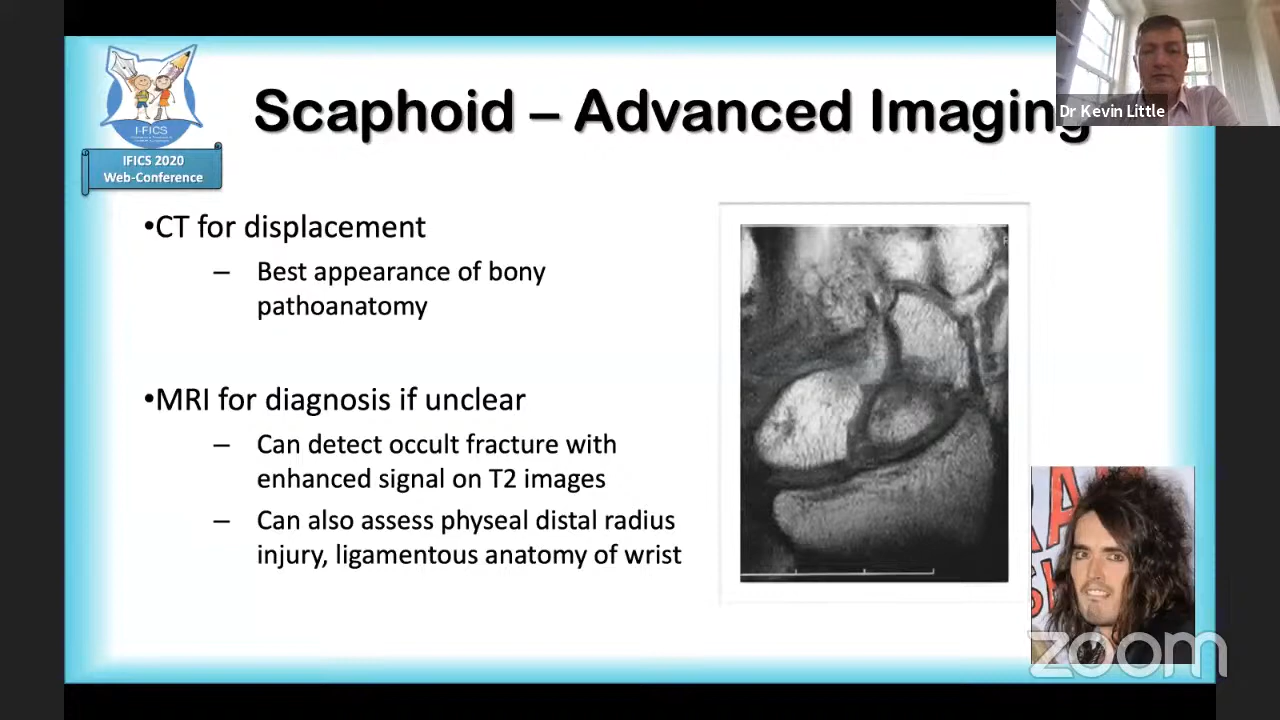 I-FICS
IFICS 2020
Web-Conference
Scaphoid – Advanced Imaging
Dr Kevin Little
•CT for displacement
– Best appearance of bony
pathoanatomy
•MRI for diagnosis if unclear
– Can detect occult fracture with
enhanced signal on T2 images
– Can also assess physeal distal radius
injury, ligamentous anatomy of wrist
zoom